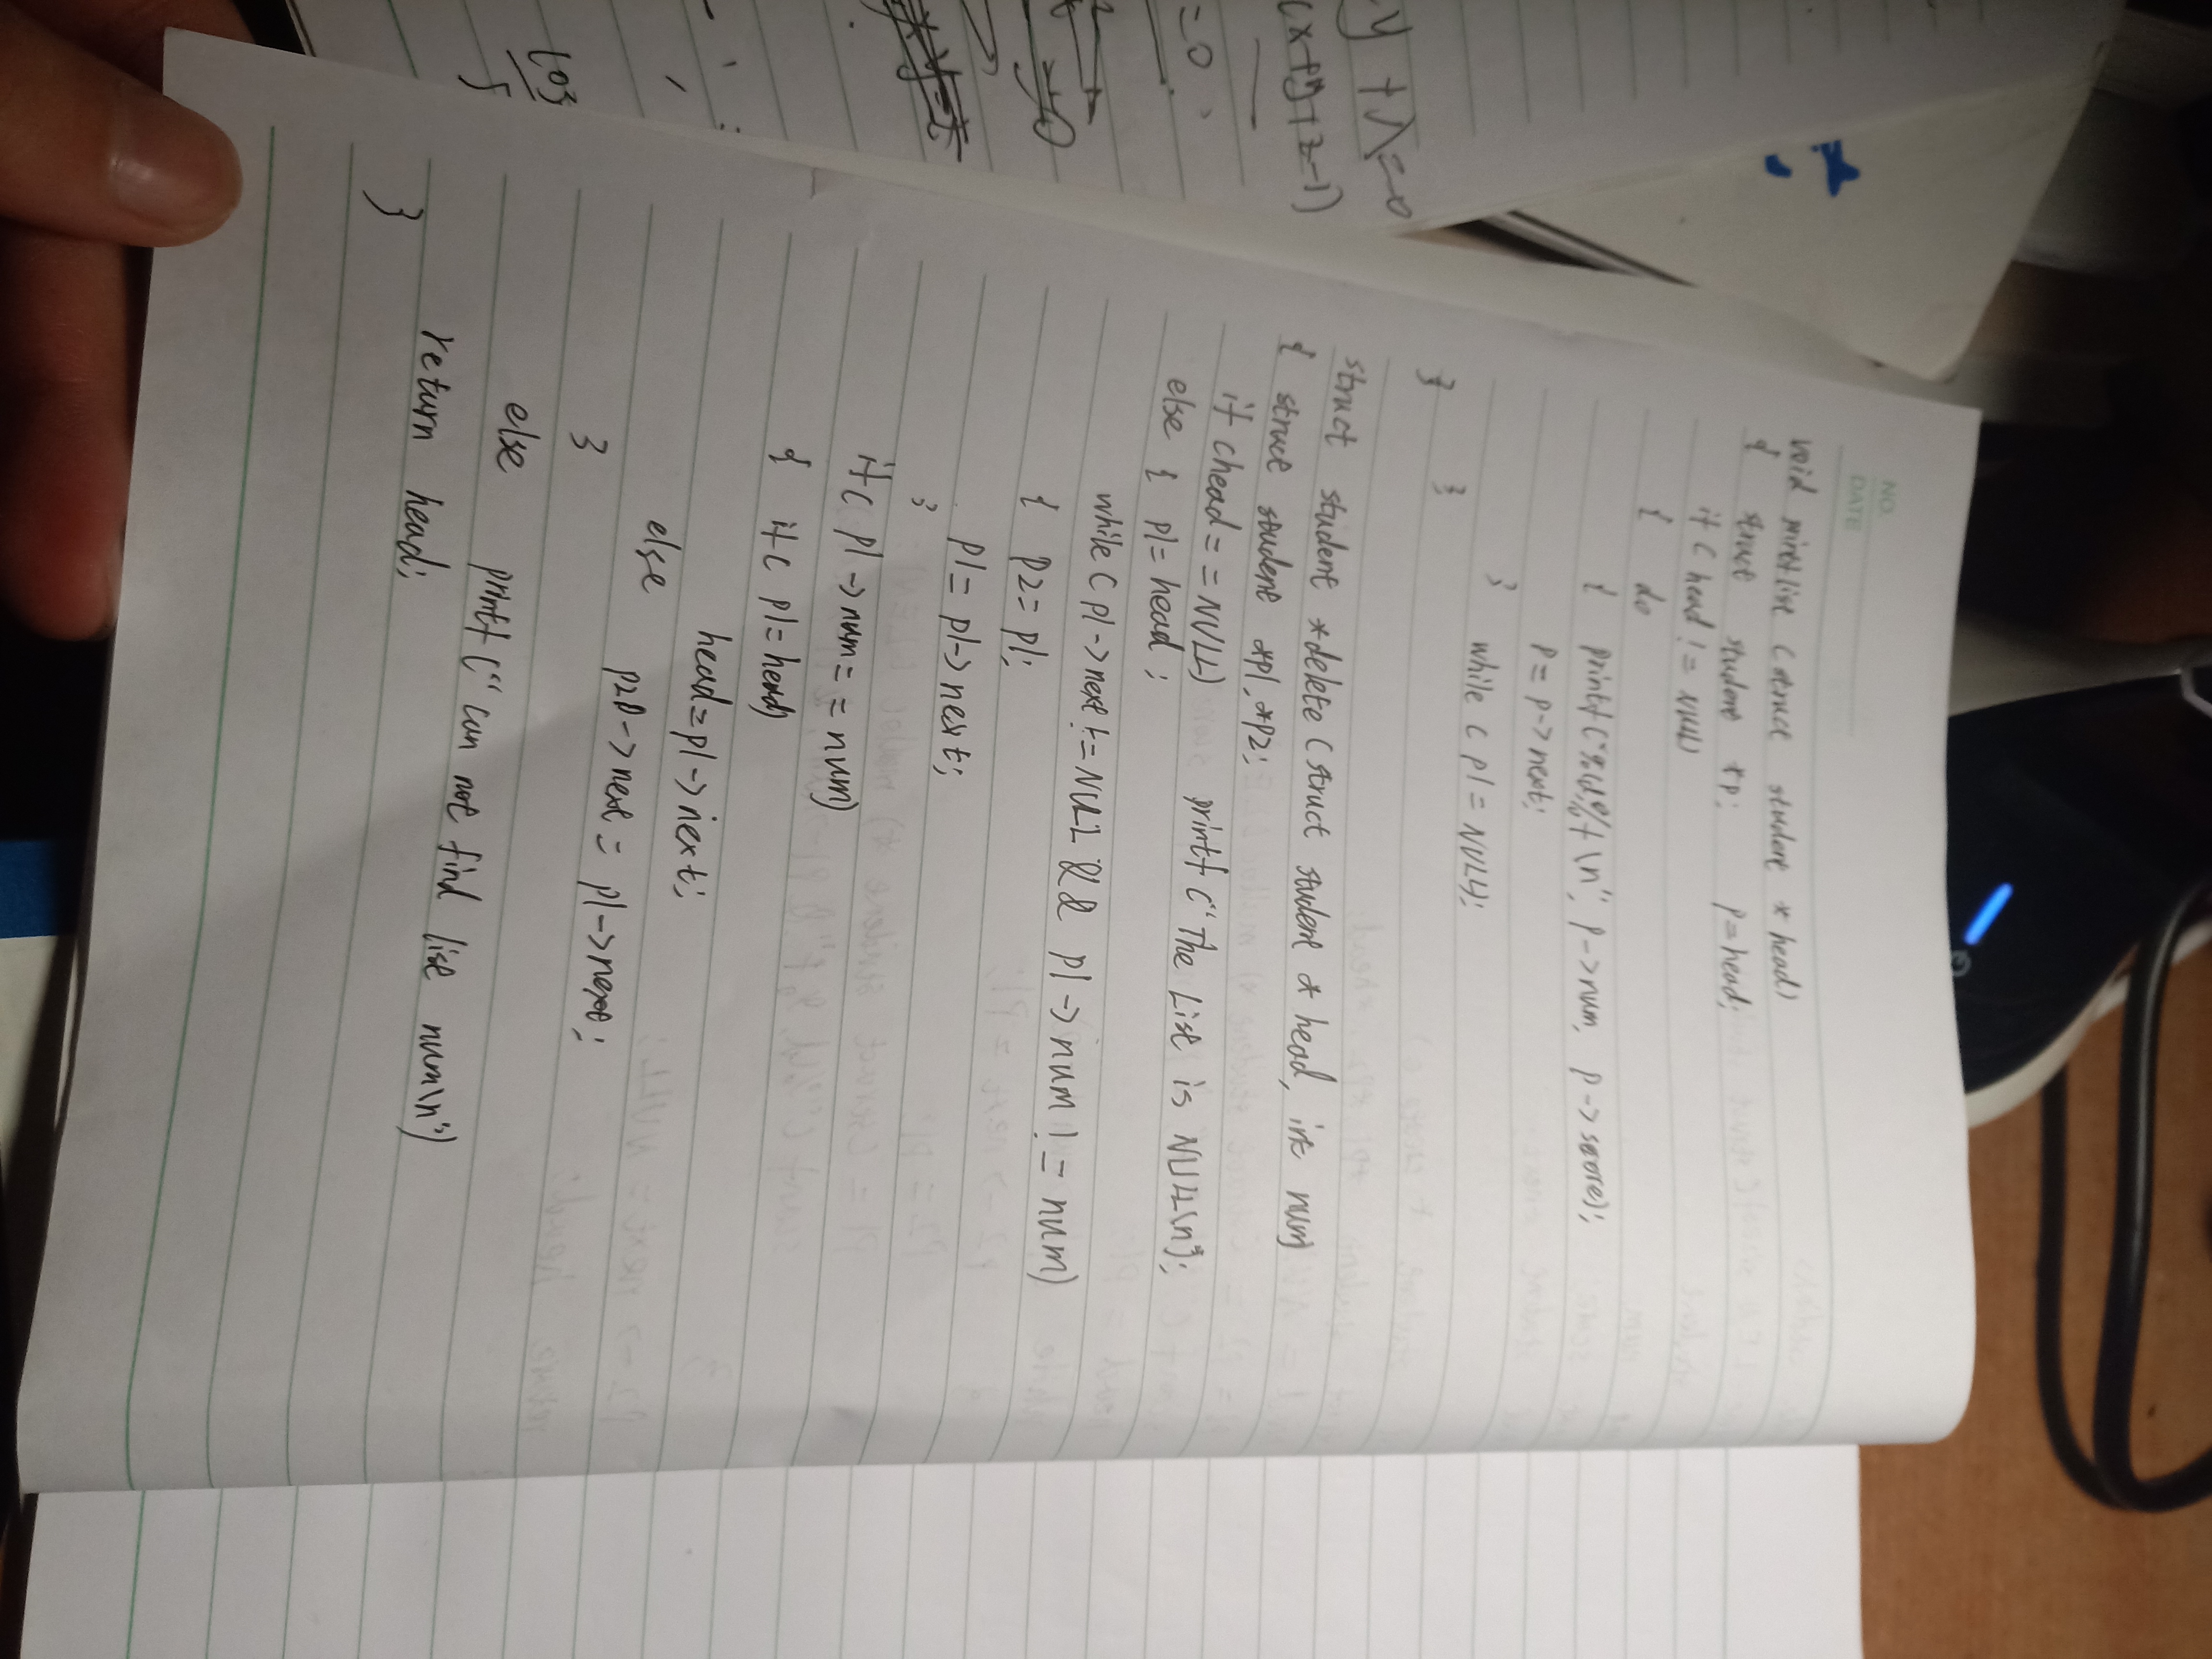 NO.
DATE
void printlist (struct student *head)
{ struct student *p; p=head;
if (head != NULL)
{ do
{ printf("%d%f\n", p->num, p->score);
p=p->next;
} while (p!=NULL);
}
}
struct student *delete (struct student *head, int num)
{ struct student *p1, *p2;
if (head==NULL) printf("The List is NULL\n");
else { p1=head;
while(p1->next!=NULL && p1->num!=num)
{ p2=p1;
p1=p1->next;
}
if(p1->num==num)
{ if(p1=head)
head=p1->next;
else p2->next=p1->next;
}
else printf("can not find list num\n")
return head;
}
y+λ=0
(x+y+z-1)
=0